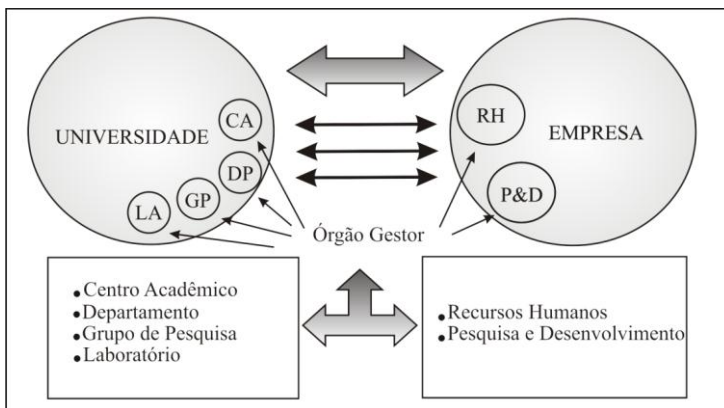 UNIVERSIDADE
CA
DP
GP
LA
RH
EMPRESA
P&D
Órgão Gestor
•Centro Acadêmico
•Departamento
•Grupo de Pesquisa
•Laboratório
•Recursos Humanos
•Pesquisa e Desenvolvimento